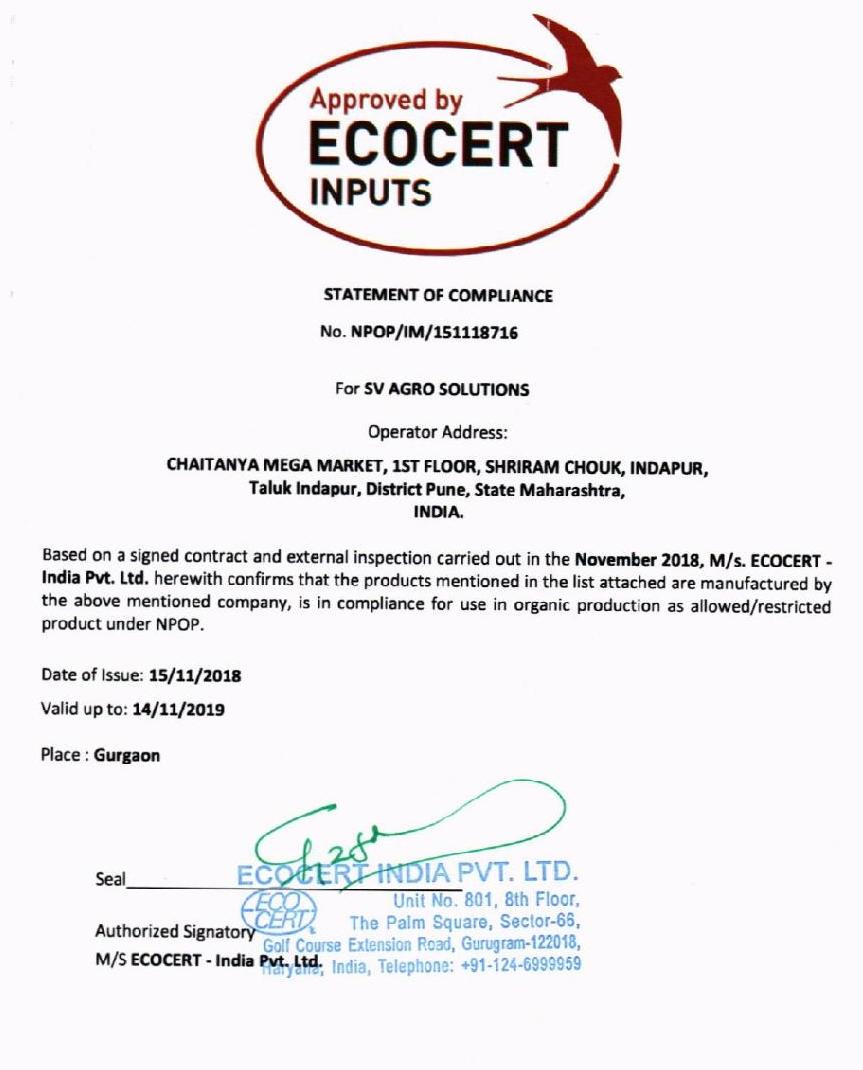 Approved by
ECOCERT
INPUTS
STATEMENT OF COMPLIANCE
No. NPOP/IM/151118716
For SV AGRO SOLUTIONS
Operator Address:
CHAITANYA MEGA MARKET, 1ST FLOOR, SHRIRAM CHOUK, INDAPUR,
Taluk Indapur, District Pune, State Maharashtra,
INDIA.
Based on a signed contract and external inspection carried out in the November 2018, M/s. ECOCERT -
India Pvt. Ltd. herewith confirms that the products mentioned in the list attached are manufactured by
the above mentioned company, is in compliance for use in organic production as allowed/restricted
product under NPOP.
Date of Issue: 15/11/2018
Valid up to: 14/11/2019
Place : Gurgaon
Seal
ECOCERT INDIA PVT. LTD.
ECO
CERT
Unit No. 801, 8th Floor,
The Palm Square, Sector-66,
Golf Course Extension Road, Gurugram-122018,
Haryana, India, Telephone: +91-124-6999959
Authorized Signatory
M/S ECOCERT - India Pvt. Ltd.